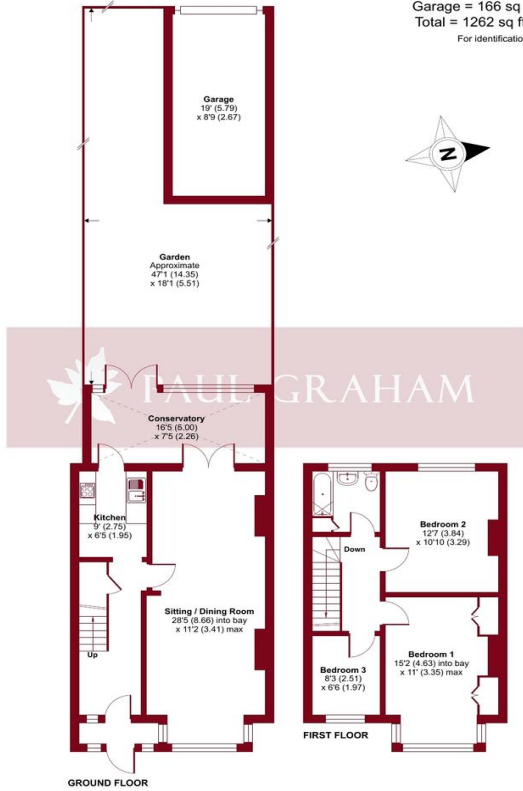 Garage = 166 sq
Total = 1262 sq ft
For identificatio
Garage
19' (5.79)
x 8'9 (2.67)
N
Garden
Approximate
47'1 (14.35)
x 18'1 (5.51)
PAUL GRAHAM
Conservatory
16'5 (5.00)
x 7'5 (2.26)
Kitchen
9' (2.75)
x 6'5 (1.95)
Sitting / Dining Room
28'5 (8.66) into bay
x 11'2 (3.41) max
Up
GROUND FLOOR
Down
Bedroom 2
12'7 (3.84)
x 10'10 (3.29)
Bedroom 1
15'2 (4.63) into bay
x 11' (3.35) max
Bedroom 3
8'3 (2.51)
x 6'6 (1.97)
FIRST FLOOR